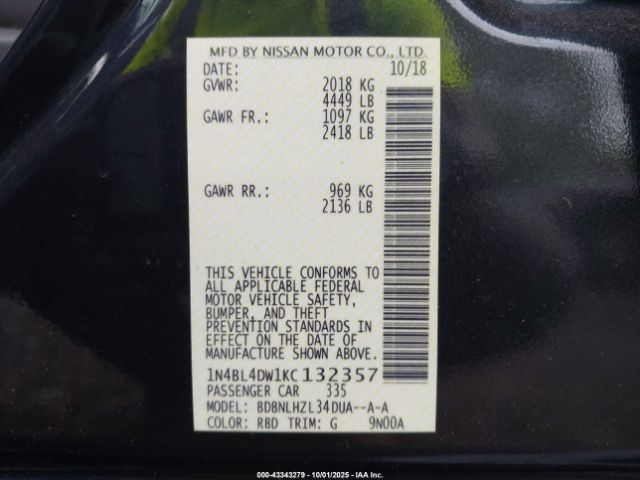 MFD BY NISSAN MOTOR CO., LTD.
DATE: 10/18
GVWR: 2018 KG
4449 LB
GAWR FR.: 1097 KG
2418 LB
GAWR RR.: 969 KG
2136 LB
THIS VEHICLE CONFORMS TO
ALL APPLICABLE FEDERAL
MOTOR VEHICLE SAFETY,
BUMPER, AND THEFT
PREVENTION STANDARDS IN
EFFECT ON THE DATE OF
MANUFACTURE SHOWN ABOVE.
1N4BL4DW1KC132357
PASSENGER CAR 335
MODEL: BDBNLHZL34DUA--A-A
COLOR: RBD TRIM: G 9N00A
000-43343279 - 10/01/2025 - IAA Inc.